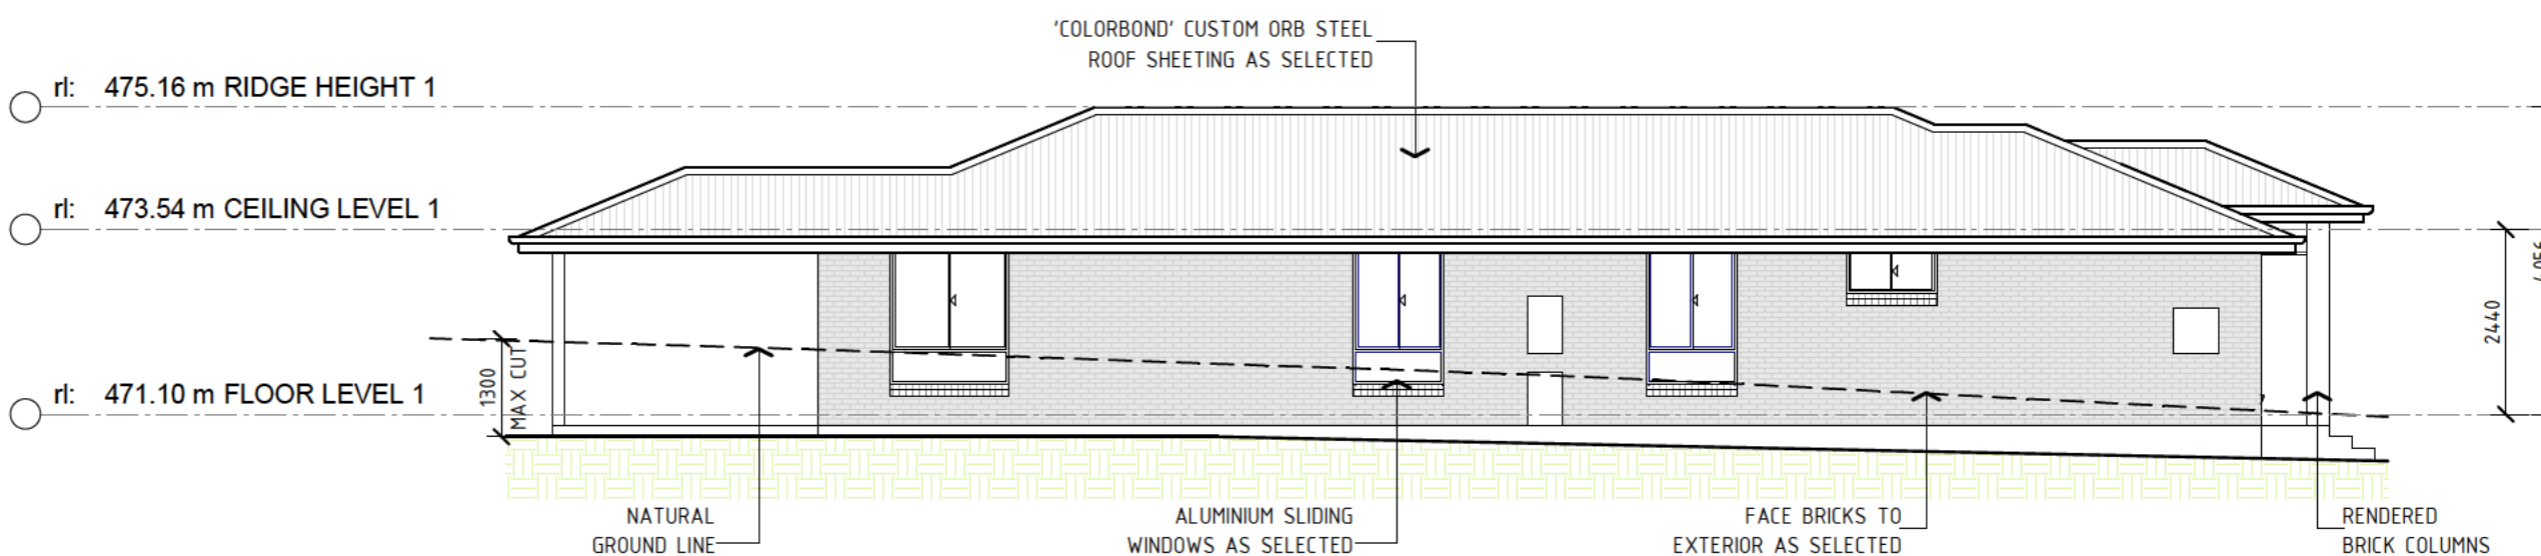 'COLORBOND' CUSTOM ORB STEEL
ROOF SHEETING AS SELECTED
rl: 475.16 m RIDGE HEIGHT 1
rl: 473.54 m CEILING LEVEL 1
rl: 471.10 m FLOOR LEVEL 1
1300
MAX CUT
2440
NATURAL
GROUND LINE
ALUMINIUM SLIDING
WINDOWS AS SELECTED
FACE BRICKS TO
EXTERIOR AS SELECTED
RENDERED
BRICK COLUMNS